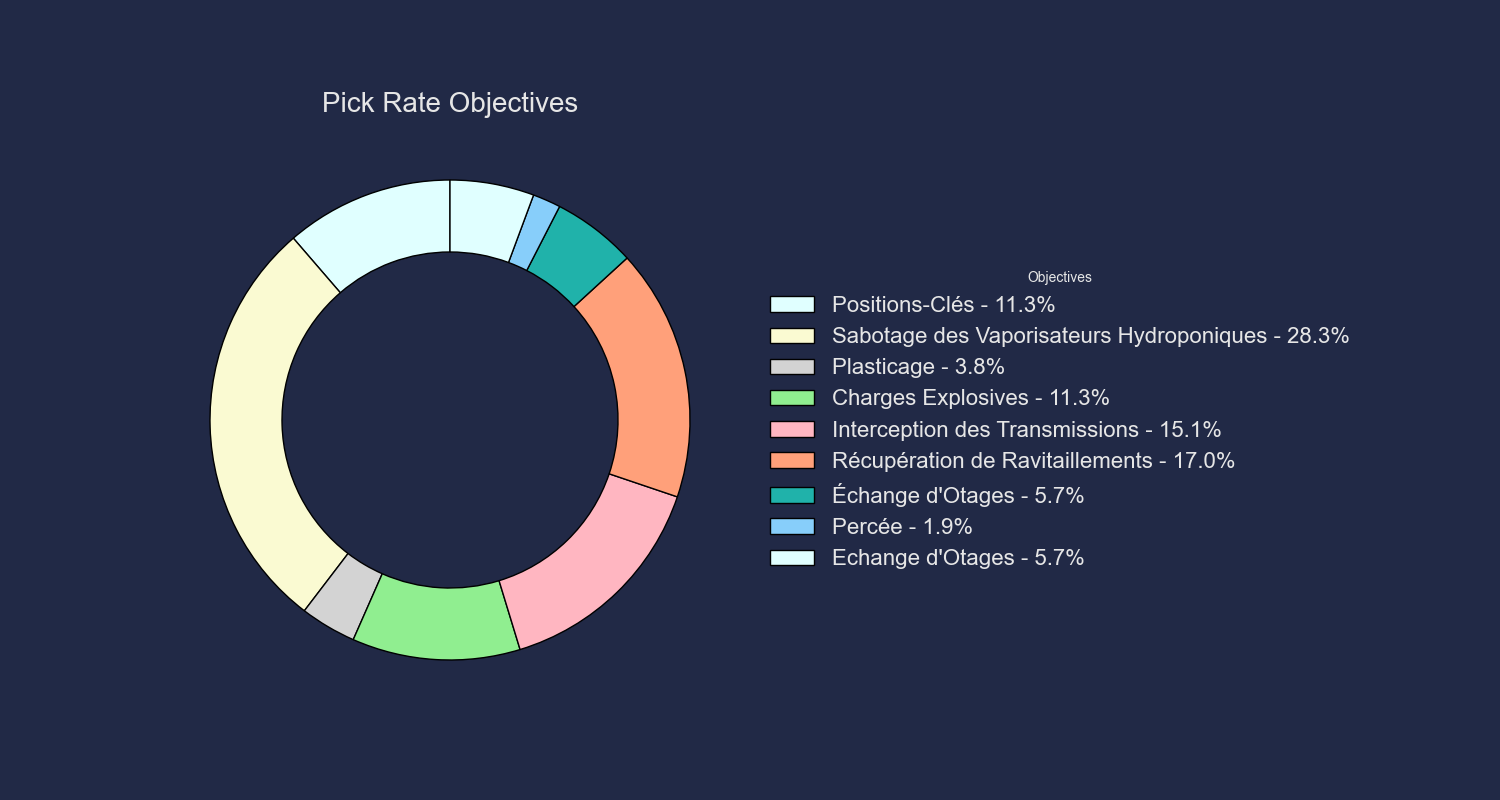 Pick Rate Objectives
Objectives
Positions-Clés - 11.3%
Sabotage des Vaporisateurs Hydroponiques - 28.3%
Plasticage - 3.8%
Charges Explosives - 11.3%
Interception des Transmissions - 15.1%
Récupération de Ravitaillements - 17.0%
Échange d'Otages - 5.7%
Percée - 1.9%
Echange d'Otages - 5.7%